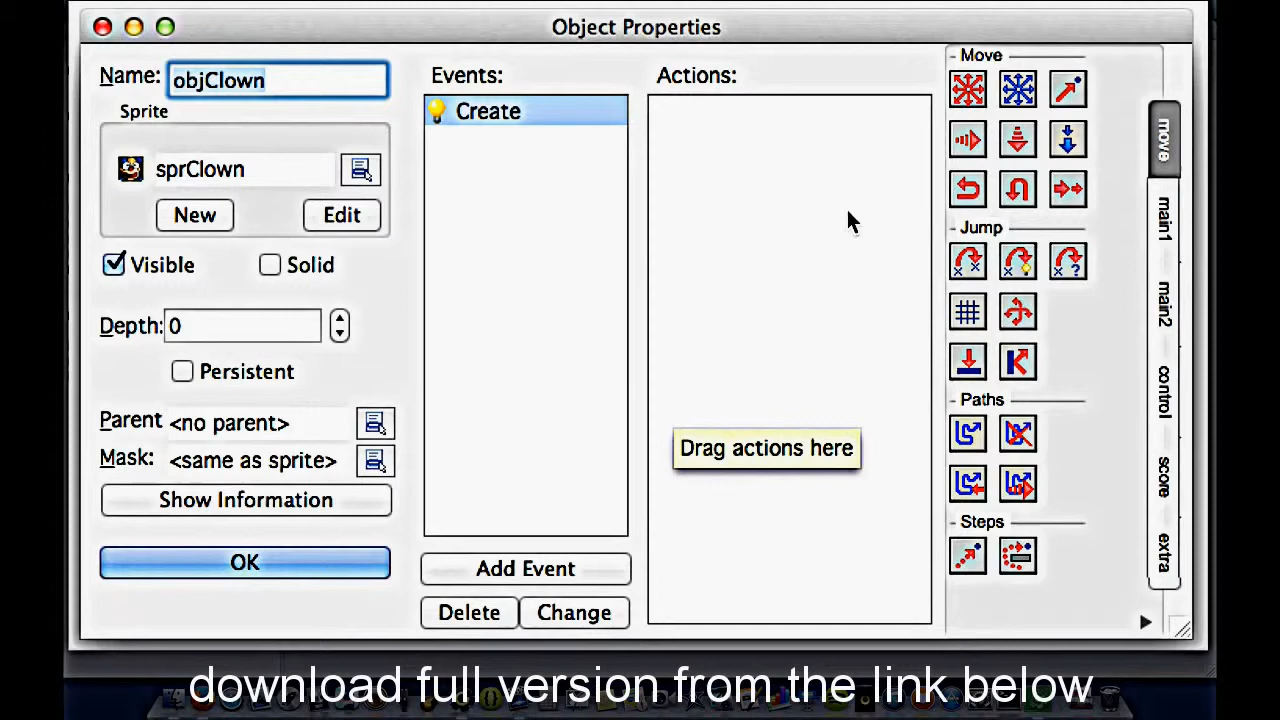 Object Properties
Name: objClown
Sprite
sprClown
New Edit
Visible Solid
Depth: 0
Persistent
Parent <no parent>
Mask: <same as sprite>
Show Information
OK
Events:
Create
Add Event
Delete Change
Actions:
Drag actions here
Move
Jump
Paths
Steps
move
main1
main2
control
score
extra
download full version from the link below